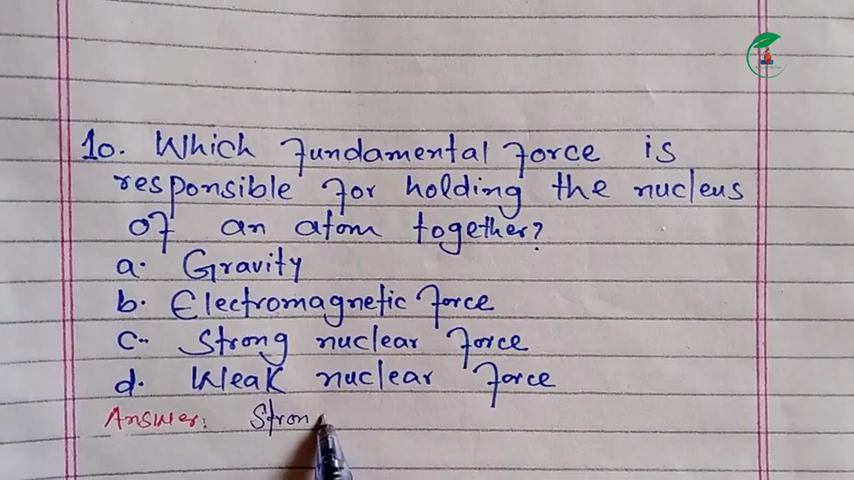 10. Which fundamental force is
responsible for holding the nucleus
of an atom together?
a. Gravity
b. Electromagnetic force
c. Strong nuclear force
d. Weak nuclear force
Answer: Stron